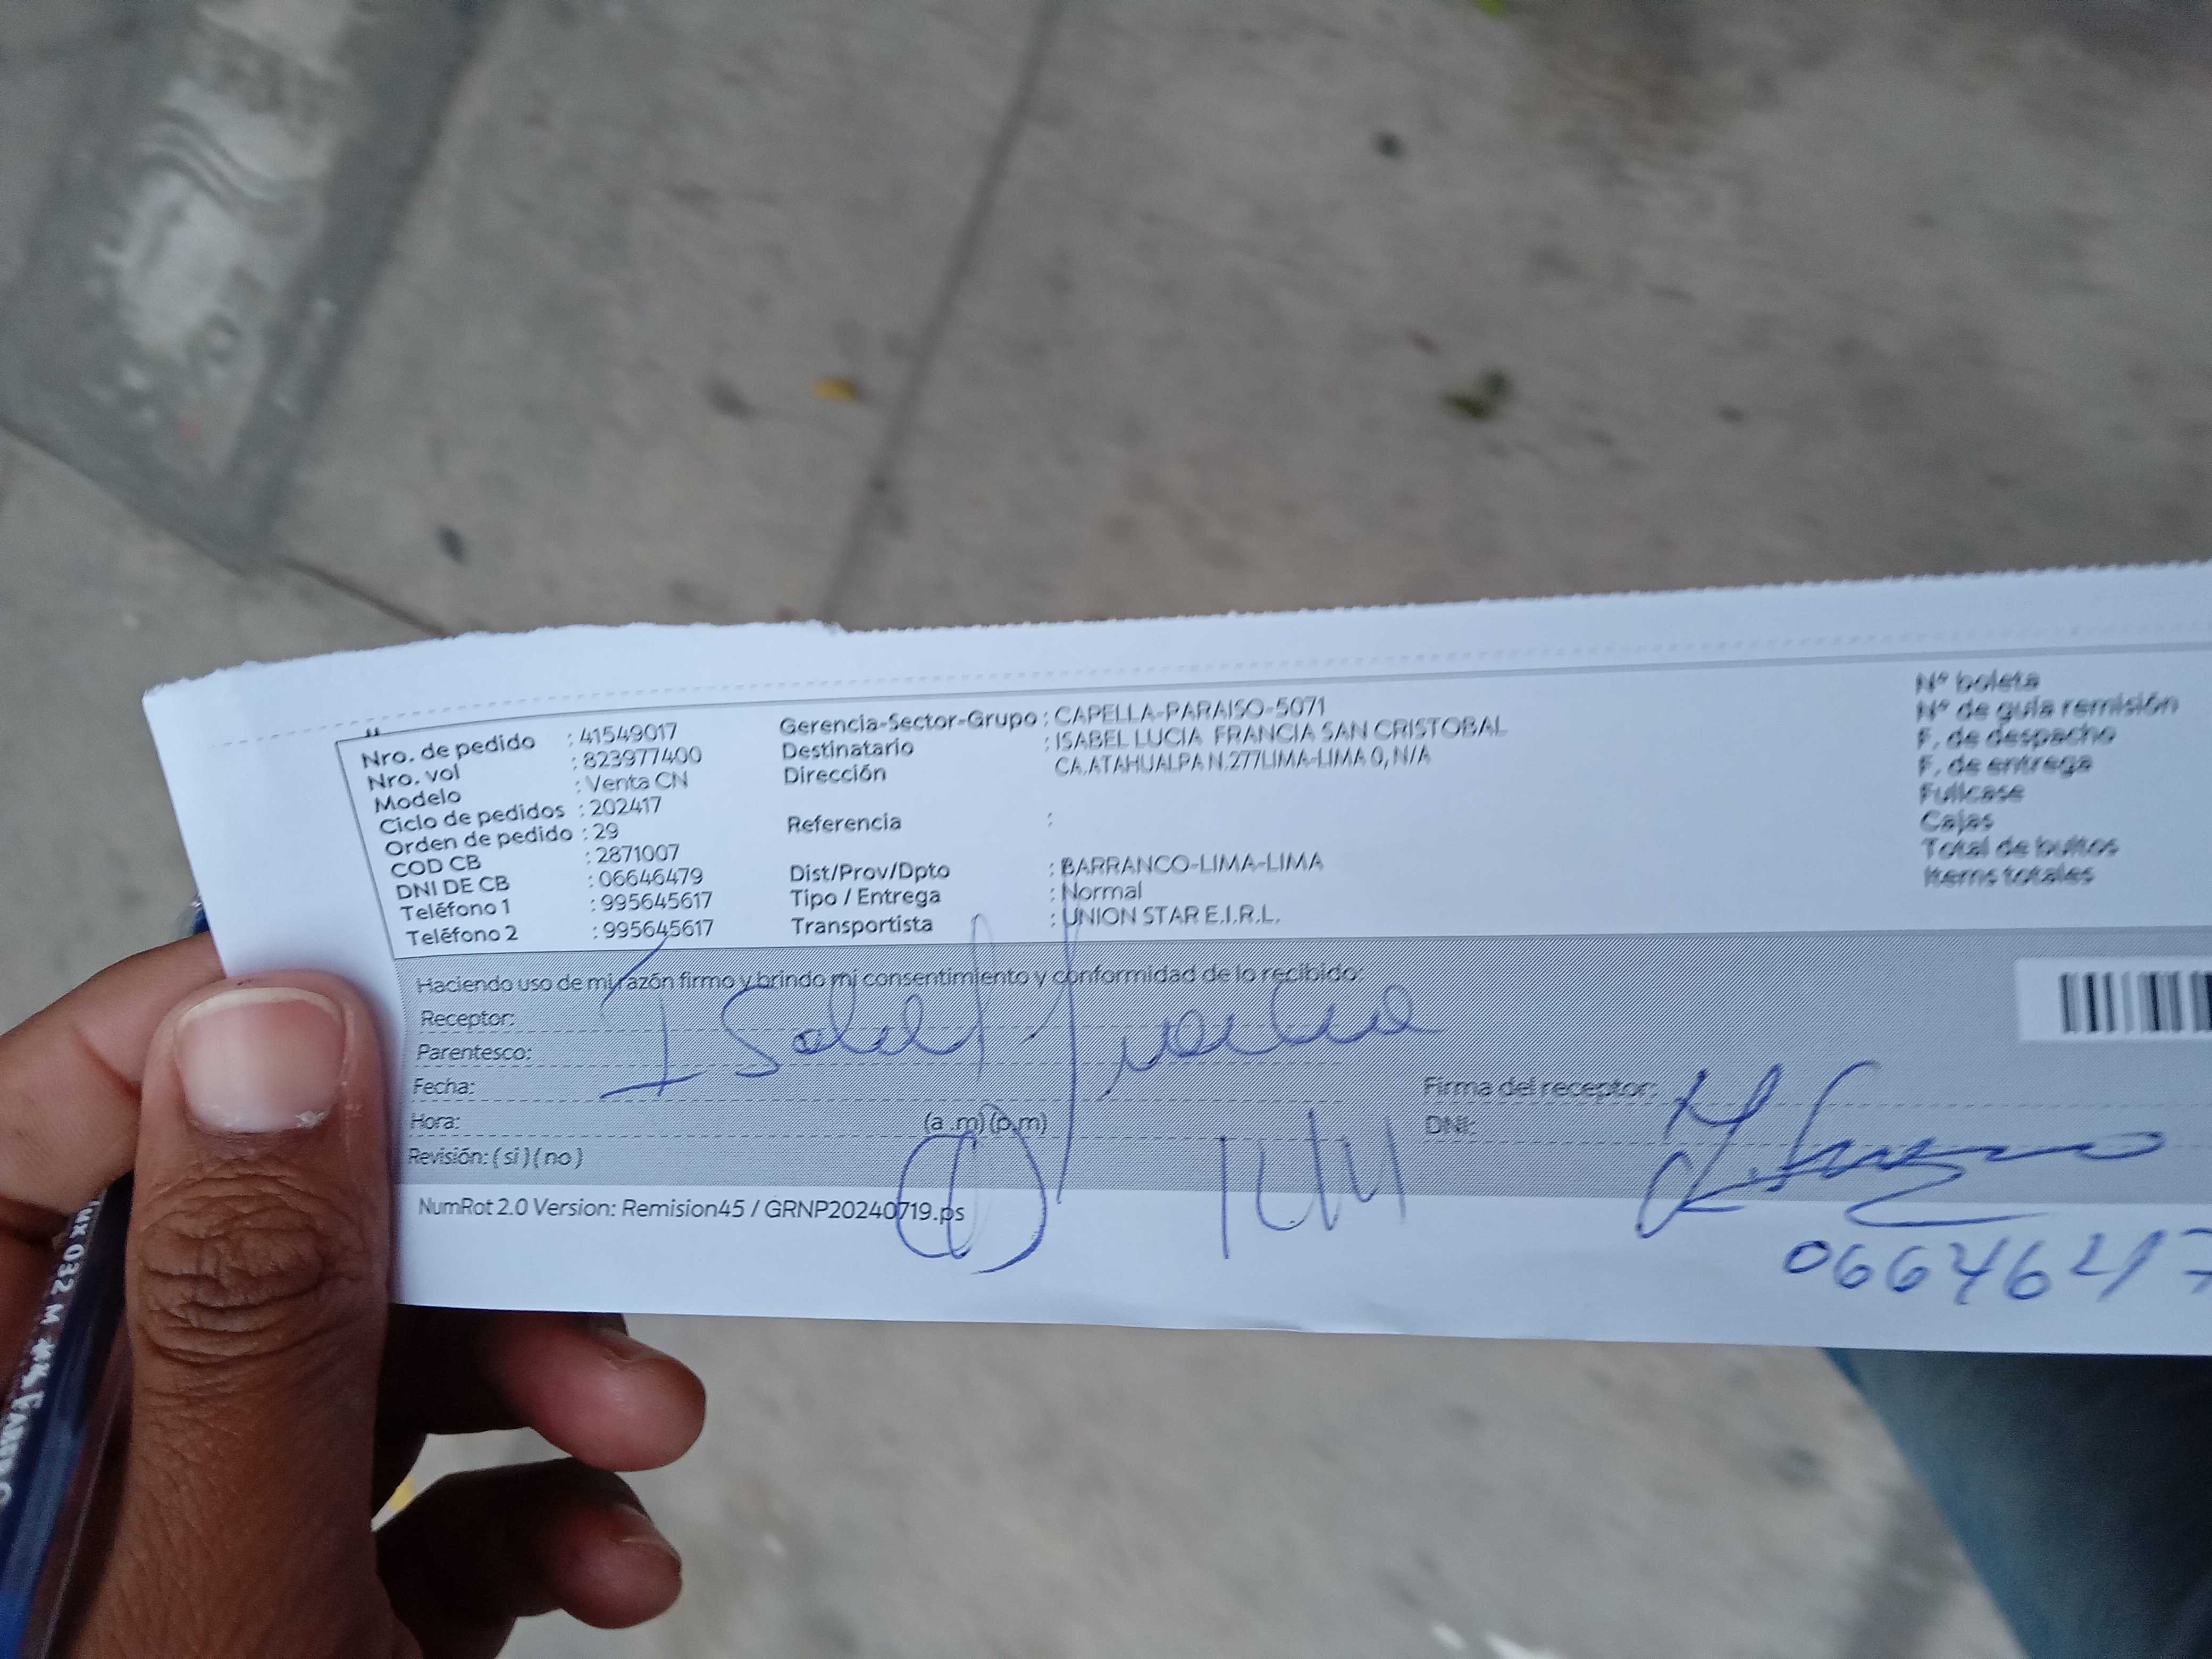 Nro. de pedido : 41549017
Nro. vol : 823977400
Modelo : Venta CN
Ciclo de pedidos : 202417
Orden de pedido : 29
COD CB : 2871007
DNI DE CB : 06646479
Teléfono 1 : 995645617
Teléfono 2 : 995645617
Gerencia-Sector-Grupo : CAPELLA-PARAISO-5071
Destinatario : ISABEL LUCIA FRANCIA SAN CRISTOBAL
Dirección CA.ATAHUALPA N.277LIMA-LIMA 0, N/A
Referencia :
Dist/Prov/Dpto : BARRANCO-LIMA-LIMA
Tipo / Entrega : Normal
Transportista : UNION STAR E.I.R.L.
Nº boleta
Nº de guía remisión
F. de despacho
F. de entrega
Fullcase
Cajas
Total de bultos
Items totales
Haciendo uso de mi razón firmo y brindo mi consentimiento y conformidad de lo recibido:
Receptor: Isabel Francia
Parentesco:
Fecha:
Hora: (a .m) (p.m)
Revisión: ( si ) ( no )
Firma del receptor:
DNI:
NumRot 2.0 Version: Remision45 / GRNP20240719.ps
0664647